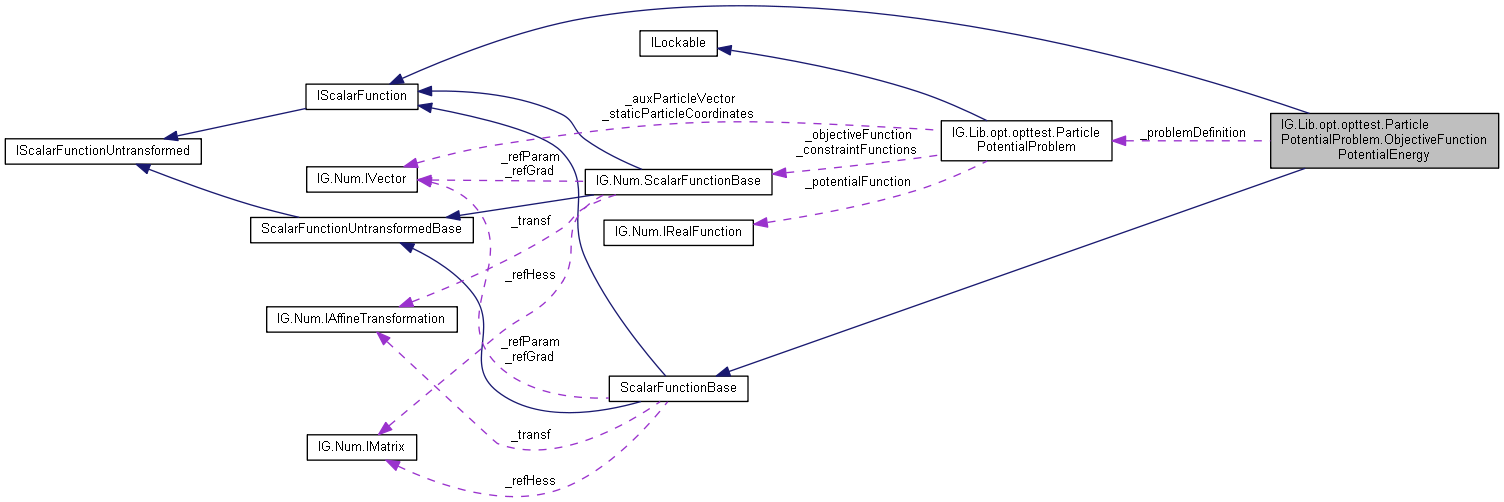 ILockable
IScalarFunction
_auxParticleVector
_staticParticleCoordinates
IG.Lib.opt.opttest.Particle
PotentialProblem.ObjectiveFunction
PotentialEnergy
_problemDefinition
IG.Lib.opt.opttest.Particle
PotentialProblem
_objectiveFunction
_constraintFunctions
IScalarFunctionUntransformed
_refParam
_refGrad
IG.Num.IVector
IG.Num.ScalarFunctionBase
_potentialFunction
ScalarFunctionUntransformedBase
_transf
IG.Num.IRealFunction
_refHess
IG.Num.IAffineTransformation
_refParam
_refGrad
ScalarFunctionBase
_transf
IG.Num.IMatrix
_refHess